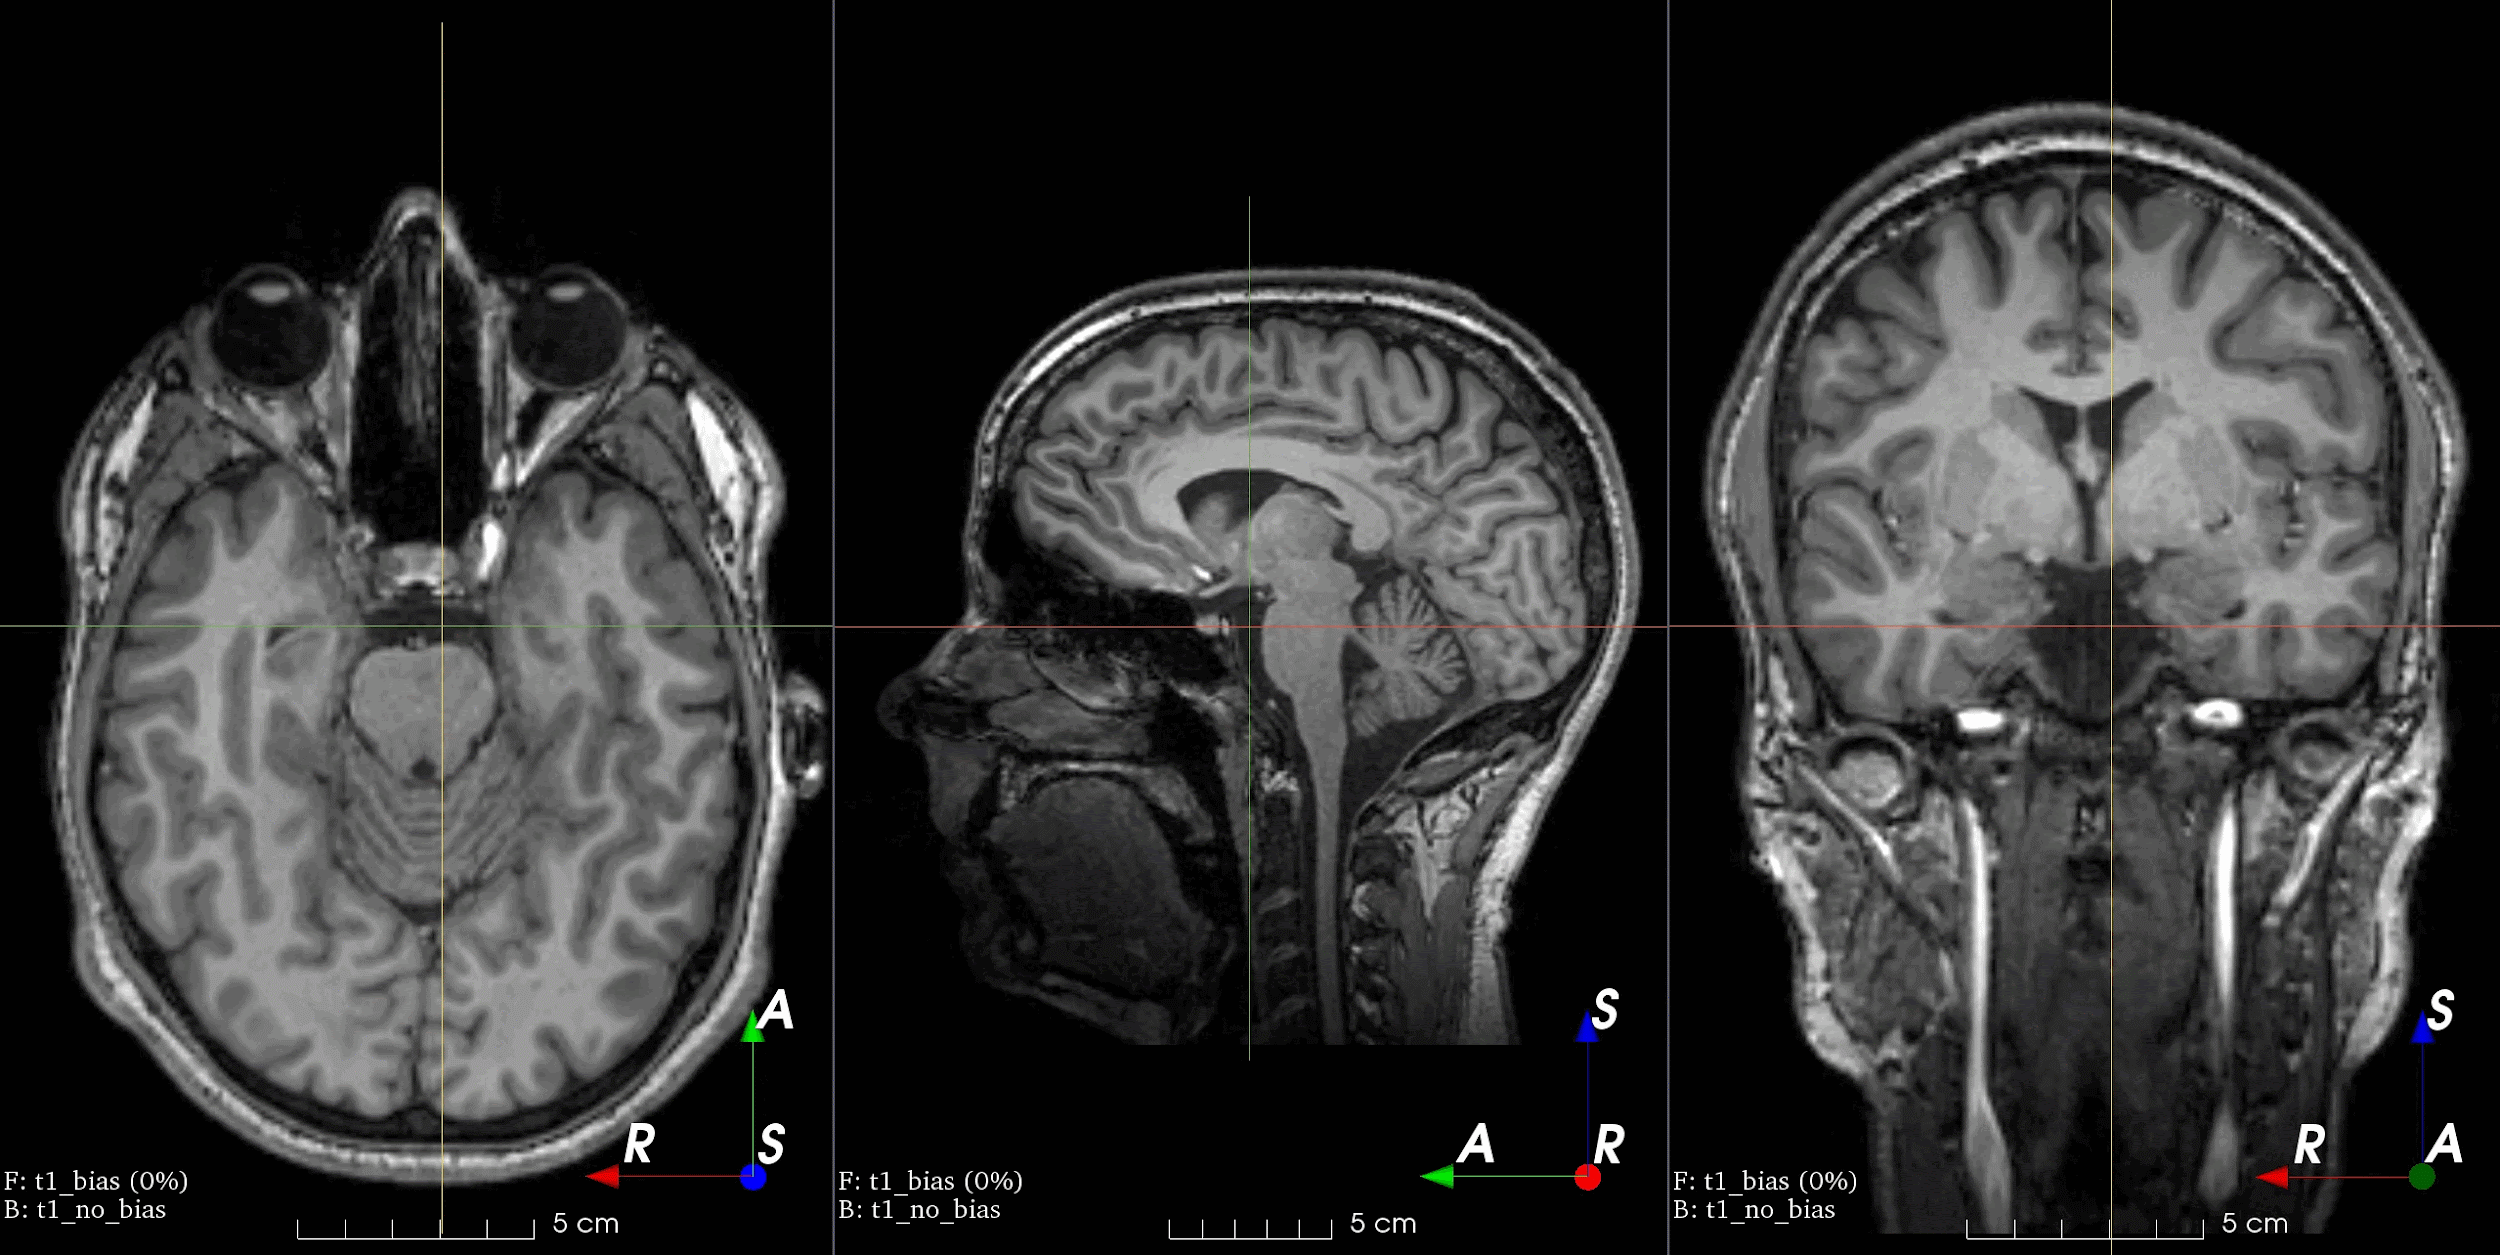 A
R
S
F: t1_bias (0%)
B: t1_no_bias
5 cm
S
A
R
F: t1_bias (0%)
B: t1_no_bias
5 cm
S
R
A
F: t1_bias (0%)
B: t1_no_bias
5 cm